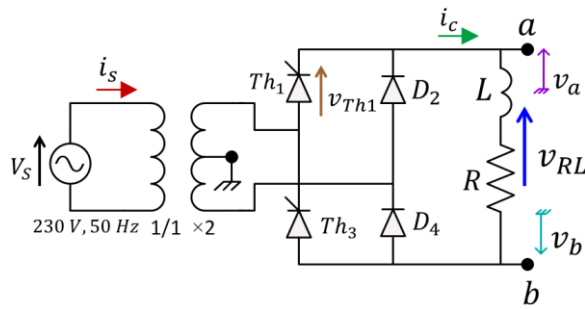 i_c
a
i_s
Th_1
v_Th1
D_2
L
v_a
V_S
v_RL
R
Th_3
D_4
230 V, 50 Hz 1/1 ×2
v_b
b